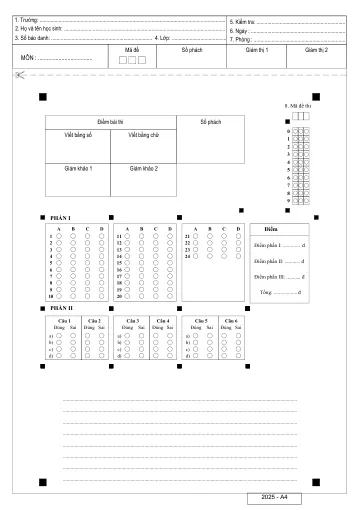 1. Trường:
2. Họ và tên học sinh:
3. Số báo danh: 4. Lớp:
5. Kiểm tra:
6. Ngày :
7. Phòng :
MÔN :
Mã đề Số phách Giám thị 1 Giám thị 2
8. Mã đề thi
Điểm bài thi Số phách
Viết bằng số Viết bằng chữ
Giám khảo 1 Giám khảo 2
0
1
2
3
4
5
6
7
8
9
PHẦN I
A B C D
1
2
3
4
5
6
7
8
9
10
A B C D
11
12
13
14
15
16
17
18
19
20
A B C D
21
22
23
24
Điểm
Điểm phần I: đ
Điểm phần II: đ
Điểm phần III: đ
Tổng: đ
PHẦN II
Câu 1 Câu 2 Câu 3 Câu 4 Câu 5 Câu 6
Đúng Sai Đúng Sai Đúng Sai Đúng Sai Đúng Sai Đúng Sai
a) a) a)
b) b) b)
c) c) c)
d) d) d)
2025 - A4